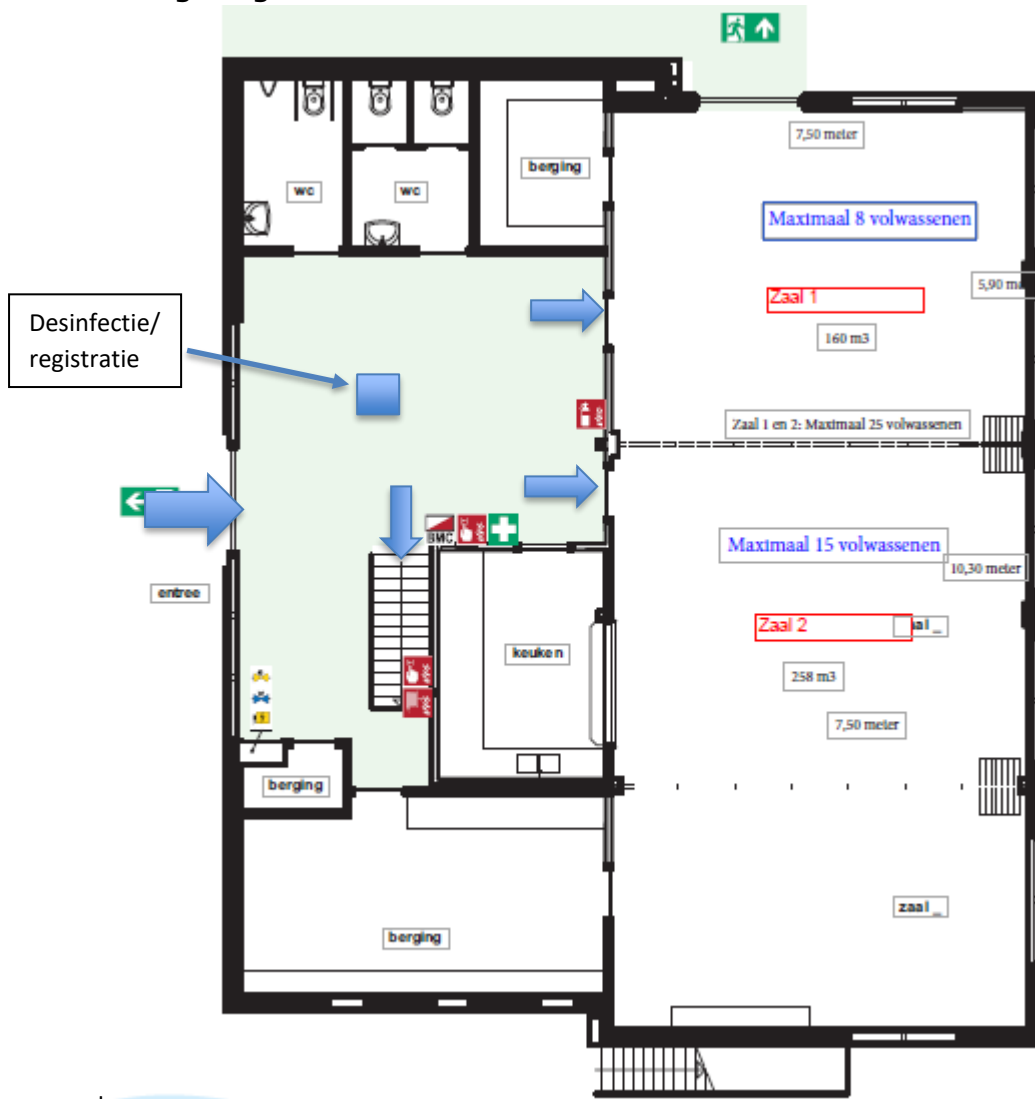 7,50 meter
berging
wc
wc
Maximaal 8 volwassenen
Zaal 1
5,90 me
Desinfectie/
registratie
160 m3
Zaal 1 en 2: Maximaal 25 volwassenen
BMC
Maximaal 15 volwassenen
10,30 meter
entree
Zaal 2
keuken
258 m3
7,50 meter
berging
zaal _
berging